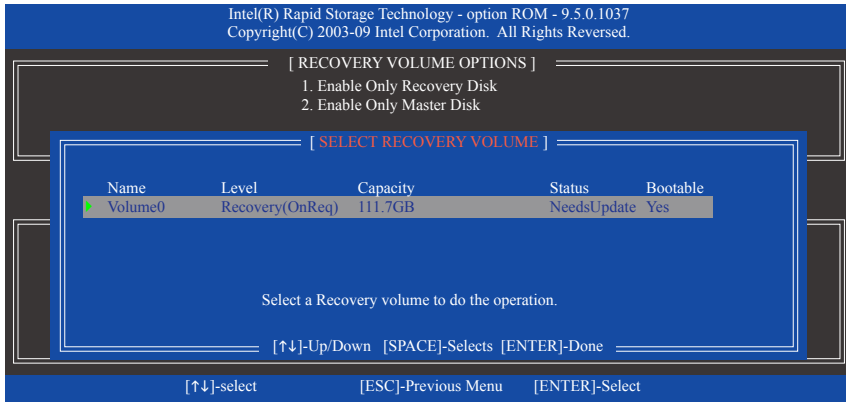 Intel(R) Rapid Storage Technology - option ROM - 9.5.0.1037
Copyright(C) 2003-09 Intel Corporation. All Rights Reversed.
[ RECOVERY VOLUME OPTIONS ]
1. Enable Only Recovery Disk
2. Enable Only Master Disk
[ SELECT RECOVERY VOLUME ]
Name Level Capacity Status Bootable
Volume0 Recovery(OnReq) 111.7GB NeedsUpdate Yes
Select a Recovery volume to do the operation.
[↑↓]-Up/Down [SPACE]-Selects [ENTER]-Done
[↑↓]-select [ESC]-Previous Menu [ENTER]-Select